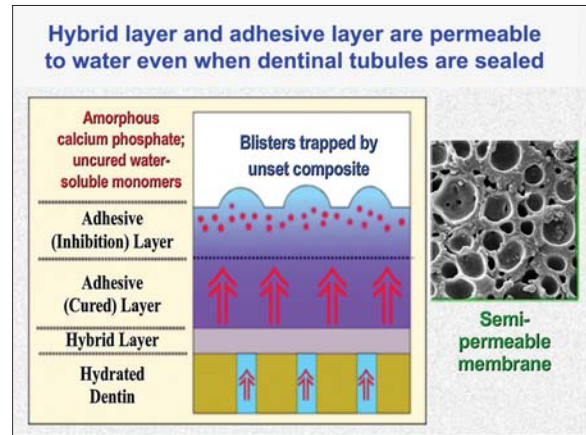 Hybrid layer and adhesive layer are permeable
to water even when dentinal tubules are sealed
Amorphous
calcium phosphate;
uncured water-
soluble monomers
Blisters trapped by
unset composite
Adhesive
(Inhibition) Layer
Adhesive
(Cured) Layer
Hybrid Layer
Hydrated
Dentin
Semi-
permeable
membrane